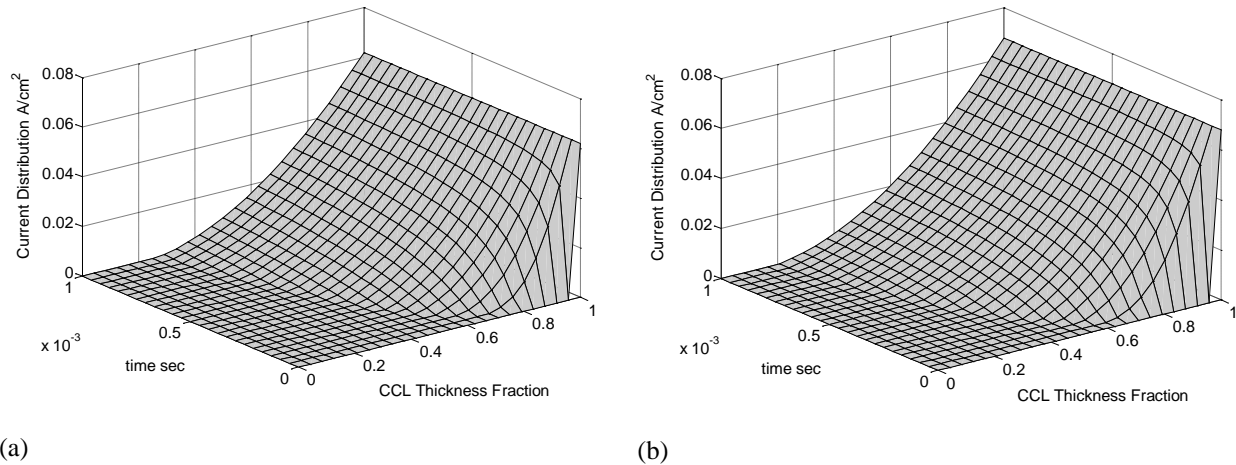 0.08
0.06
0.04
0.02
0
Current Distribution A/cm²
1
0.5
0
x 10⁻³
time sec
0
0.2
0.4
0.6
0.8
1
CCL Thickness Fraction
(a)
0.08
0.06
0.04
0.02
0
Current Distribution A/cm²
1
0.5
0
x 10⁻³
time sec
0
0.2
0.4
0.6
0.8
1
CCL Thickness Fraction
(b)